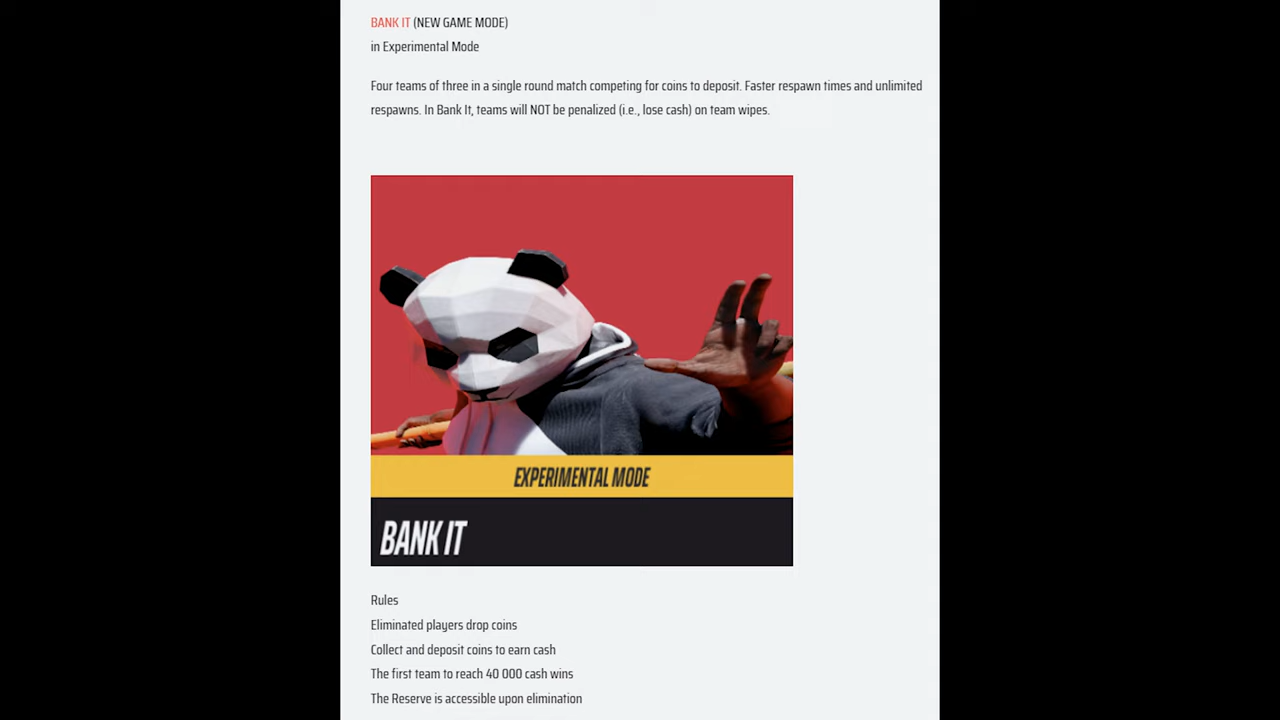 BANK IT (NEW GAME MODE)
in Experimental Mode
Four teams of three in a single round match competing for coins to deposit. Faster respawn times and unlimited
respawns. In Bank It, teams will NOT be penalized (i.e., lose cash) on team wipes.
EXPERIMENTAL MODE
BANK IT
Rules
Eliminated players drop coins
Collect and deposit coins to earn cash
The first team to reach 40 000 cash wins
The Reserve is accessible upon elimination